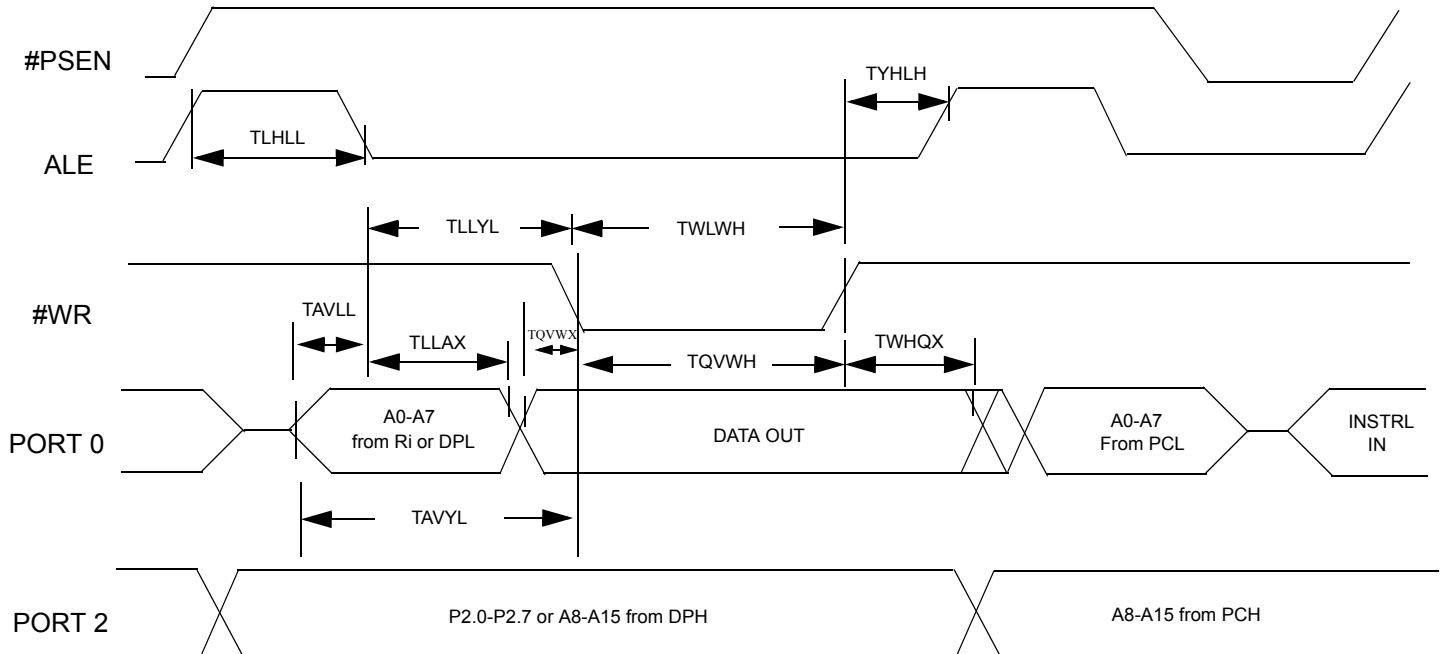 #PSEN
TYHLH
TLHLL
ALE
TLLYL
TWLWH
#WR
TAVLL
TQVWX
TLLAX
TQVWH
TWHQX
PORT 0
A0-A7
from Ri or DPL
DATA OUT
A0-A7
From PCL
INSTRL
IN
TAVYL
PORT 2
P2.0-P2.7 or A8-A15 from DPH
A8-A15 from PCH